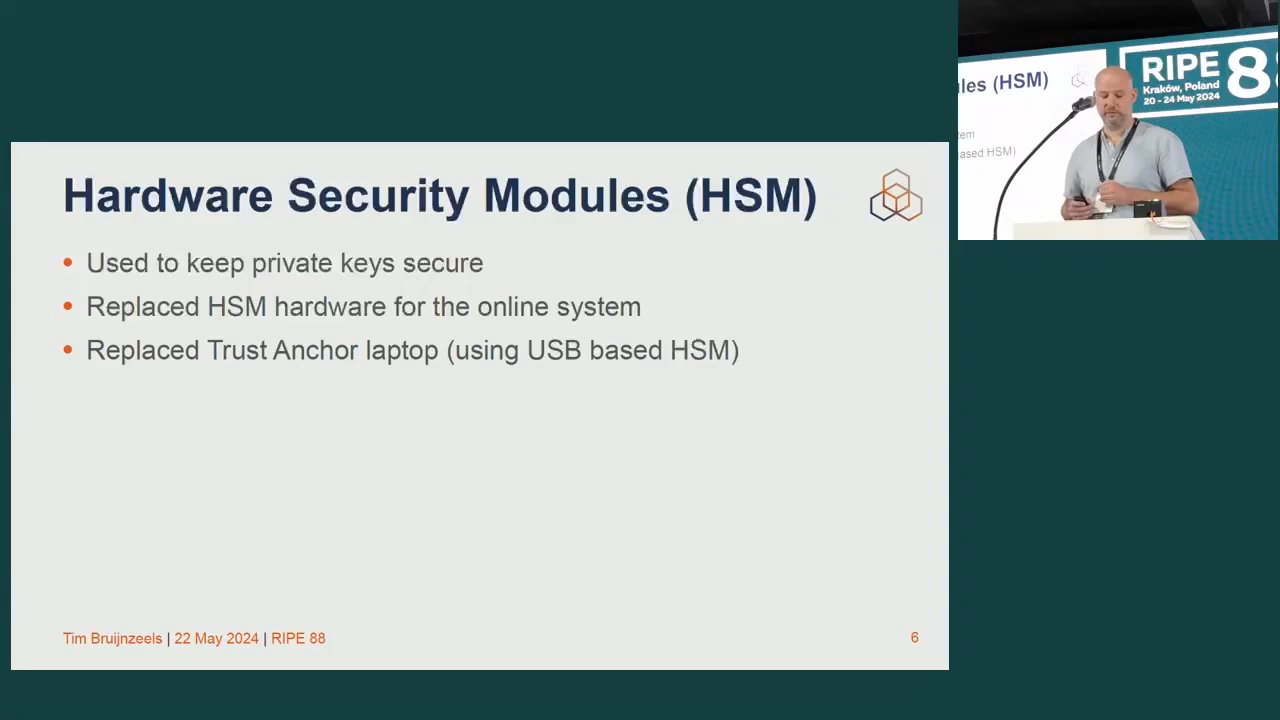 Hardware Security Modules (HSM)
• Used to keep private keys secure
• Replaced HSM hardware for the online system
• Replaced Trust Anchor laptop (using USB based HSM)
Tim Bruijnzeels | 22 May 2024 | RIPE 88
6
ules (HSM)
tem
ased HSM)
RIPE 88
Kraków, Poland
20 - 24 May 2024